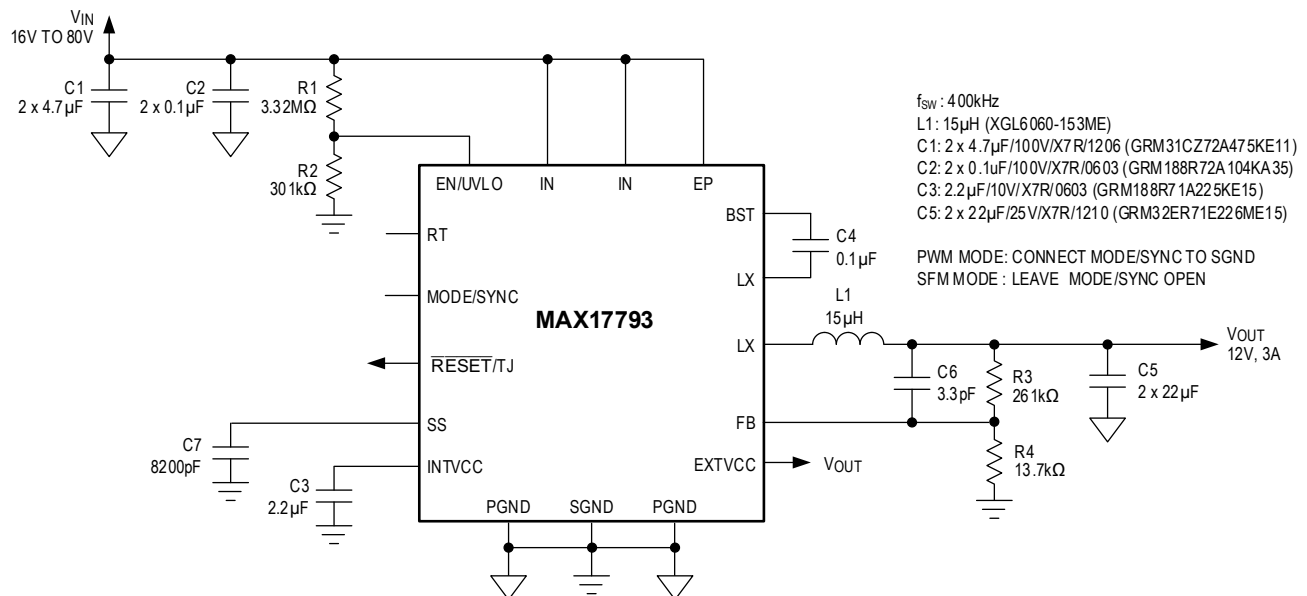 VIN
16V TO 80V
C1
2 x 4.7µF
C2
2 x 0.1µF
R1
3.32MΩ
R2
301kΩ
fSW : 400kHz
L1: 15µH (XGL6060-153ME)
C1: 2 x 4.7µF/100V/X7R/1206 (GRM31CZ72A475KE11)
C2: 2 x 0.1uF/100V/X7R/0603 (GRM188R72A104KA35)
C3: 2.2µF/10V/X7R/0603 (GRM188R71A225KE15)
C5: 2 x 22µF/25V/X7R/1210 (GRM32ER71E226ME15)
PWM MODE: CONNECT MODE/SYNC TO SGND
SFM MODE : LEAVE MODE/SYNC OPEN
EN/UVLO
IN
IN
EP
RT
MODE/SYNC
RESET/TJ
SS
INTVCC
MAX17793
BST
LX
LX
FB
EXTVCC
PGND
SGND
PGND
C4
0.1µF
L1
15µH
VOUT
12V, 3A
C6
3.3pF
R3
261kΩ
C5
2 x 22µF
R4
13.7kΩ
VOUT
C7
8200pF
C3
2.2µF